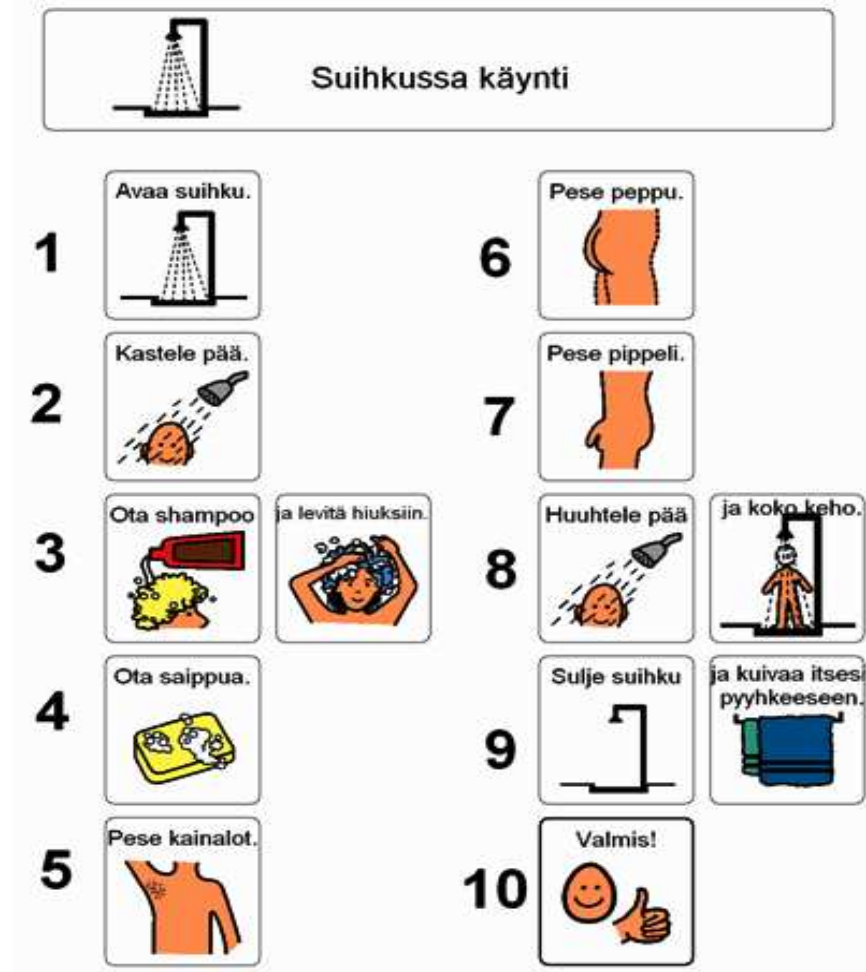 Suihkussa käynti
1
Avaa suihku.
2
Kastele pää.
3
Ota shampoo
ja levitä hiuksiin.
4
Ota saippua.
5
Pese kainalot.
6
Pese peppu.
7
Pese pippeli.
8
Huuhtele pää
ja koko keho.
9
Sulje suihku
ja kuivaa itsesi
pyyhkeeseen.
10
Valmis!